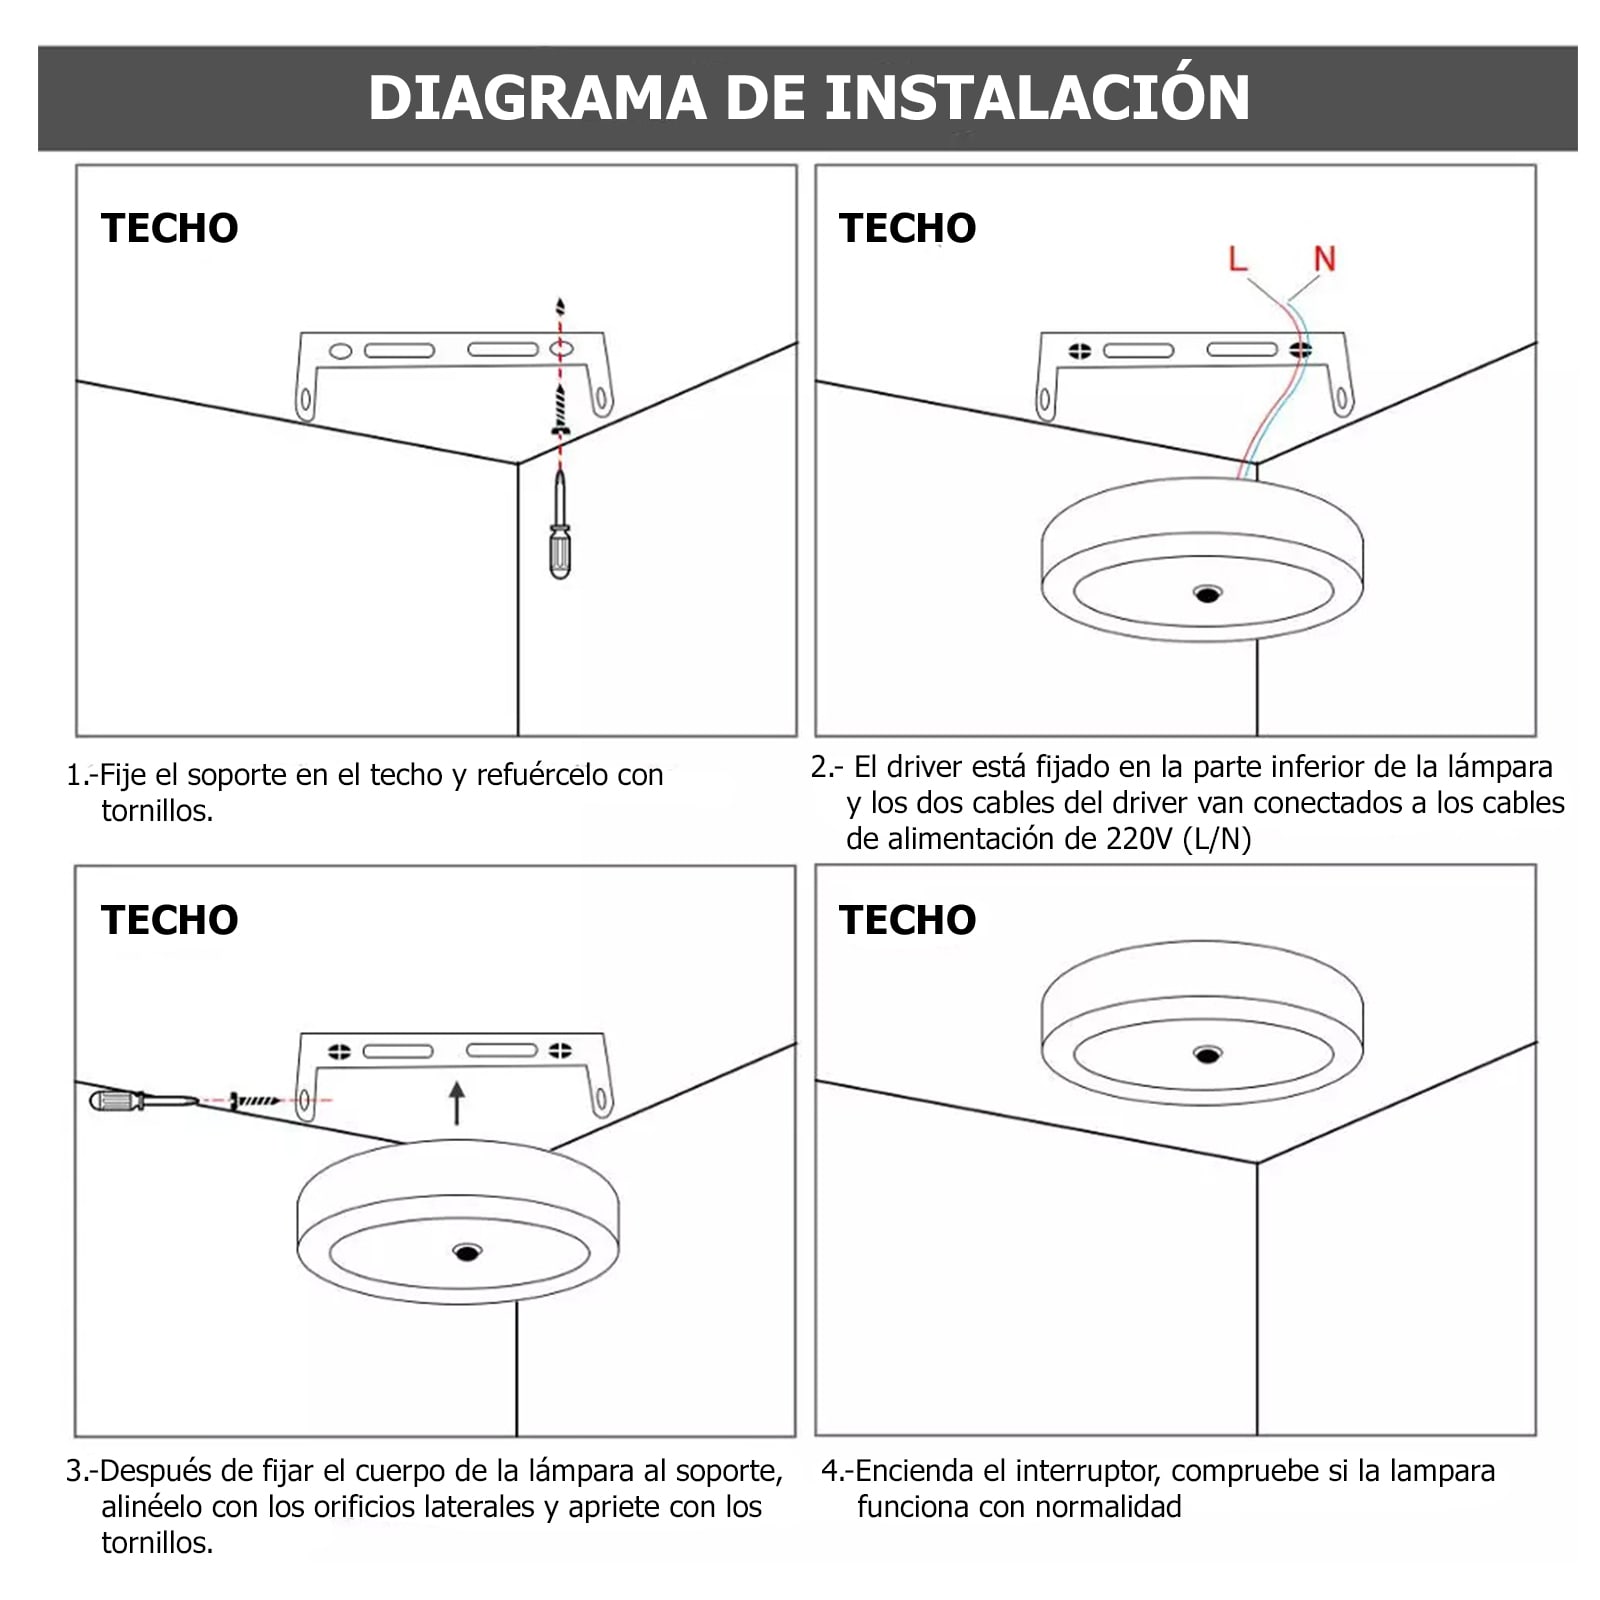 DIAGRAMA DE INSTALACIÓN
TECHO
TECHO
L N
1.-Fije el soporte en el techo y refuércelo con
tornillos.
2.- El driver está fijado en la parte inferior de la lámpara
y los dos cables del driver van conectados a los cables
de alimentación de 220V (L/N)
TECHO
TECHO
3.-Después de fijar el cuerpo de la lámpara al soporte,
alinéelo con los orificios laterales y apriete con los
tornillos.
4.-Encienda el interruptor, compruebe si la lampara
funciona con normalidad